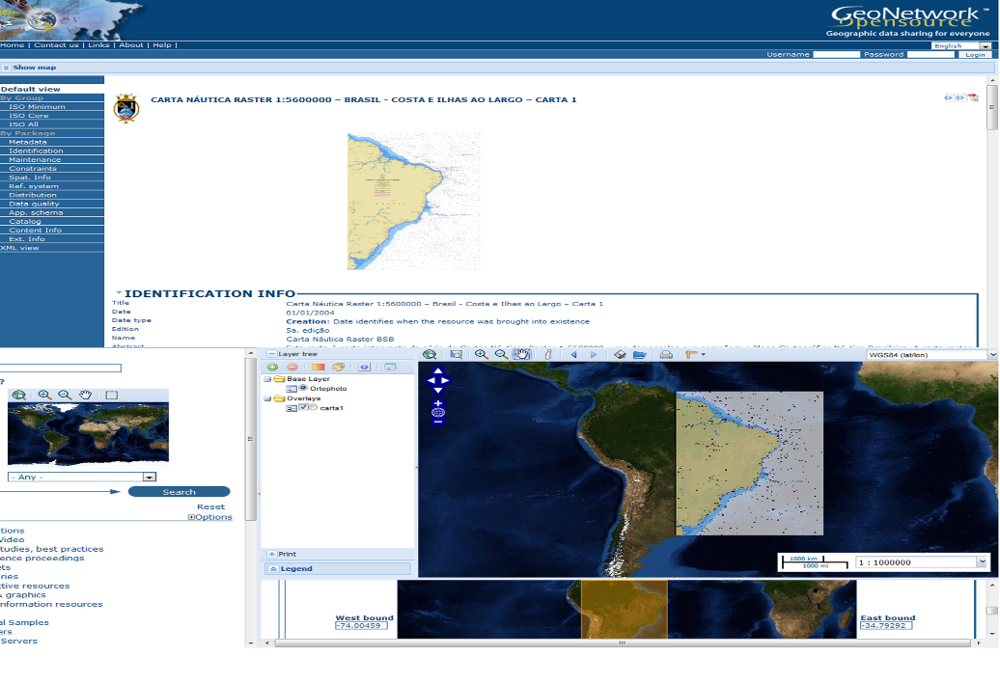 GeoNetwork™
Opensource
Geographic data sharing for everyone
Home | Contact us | Links | About | Help |
English
Username
Password
Login
Show map
Default view
By Group
ISO Minimum
ISO Core
ISO All
By Package
Metadata
Identification
Maintenance
Constraints
Spat. Info
Ref. system
Distribution
Data quality
App. schema
Catalog
Content Info
Ext. Info
XML view
CARTA NÁUTICA RASTER 1:5600000 – BRASIL - COSTA E ILHAS AO LARGO – CARTA 1
IDENTIFICATION INFO
Title Carta Náutica Raster 1:5600000 – Brasil - Costa e Ilhas ao Largo – Carta 1
Date 01/01/2004
Date type Creation: Date identifies when the resource was brought into existence
Edition 5a. edição
Name Carta Náutica Raster BSB
Abstract
?
- Any -
Search
Reset
Options
tions
Video
tudies, best practices
ence proceedings
ets
ries
ctive resources
& graphics
nformation resources
al Samples
ers
Servers
Layer tree
Base Layer
Ortophoto
Overlays
carta1
Print
Legend
WGS84 (lat/lon)
1000 km
1000 mi
1 : 1000000
West bound
-74.00459
East bound
-34.79292